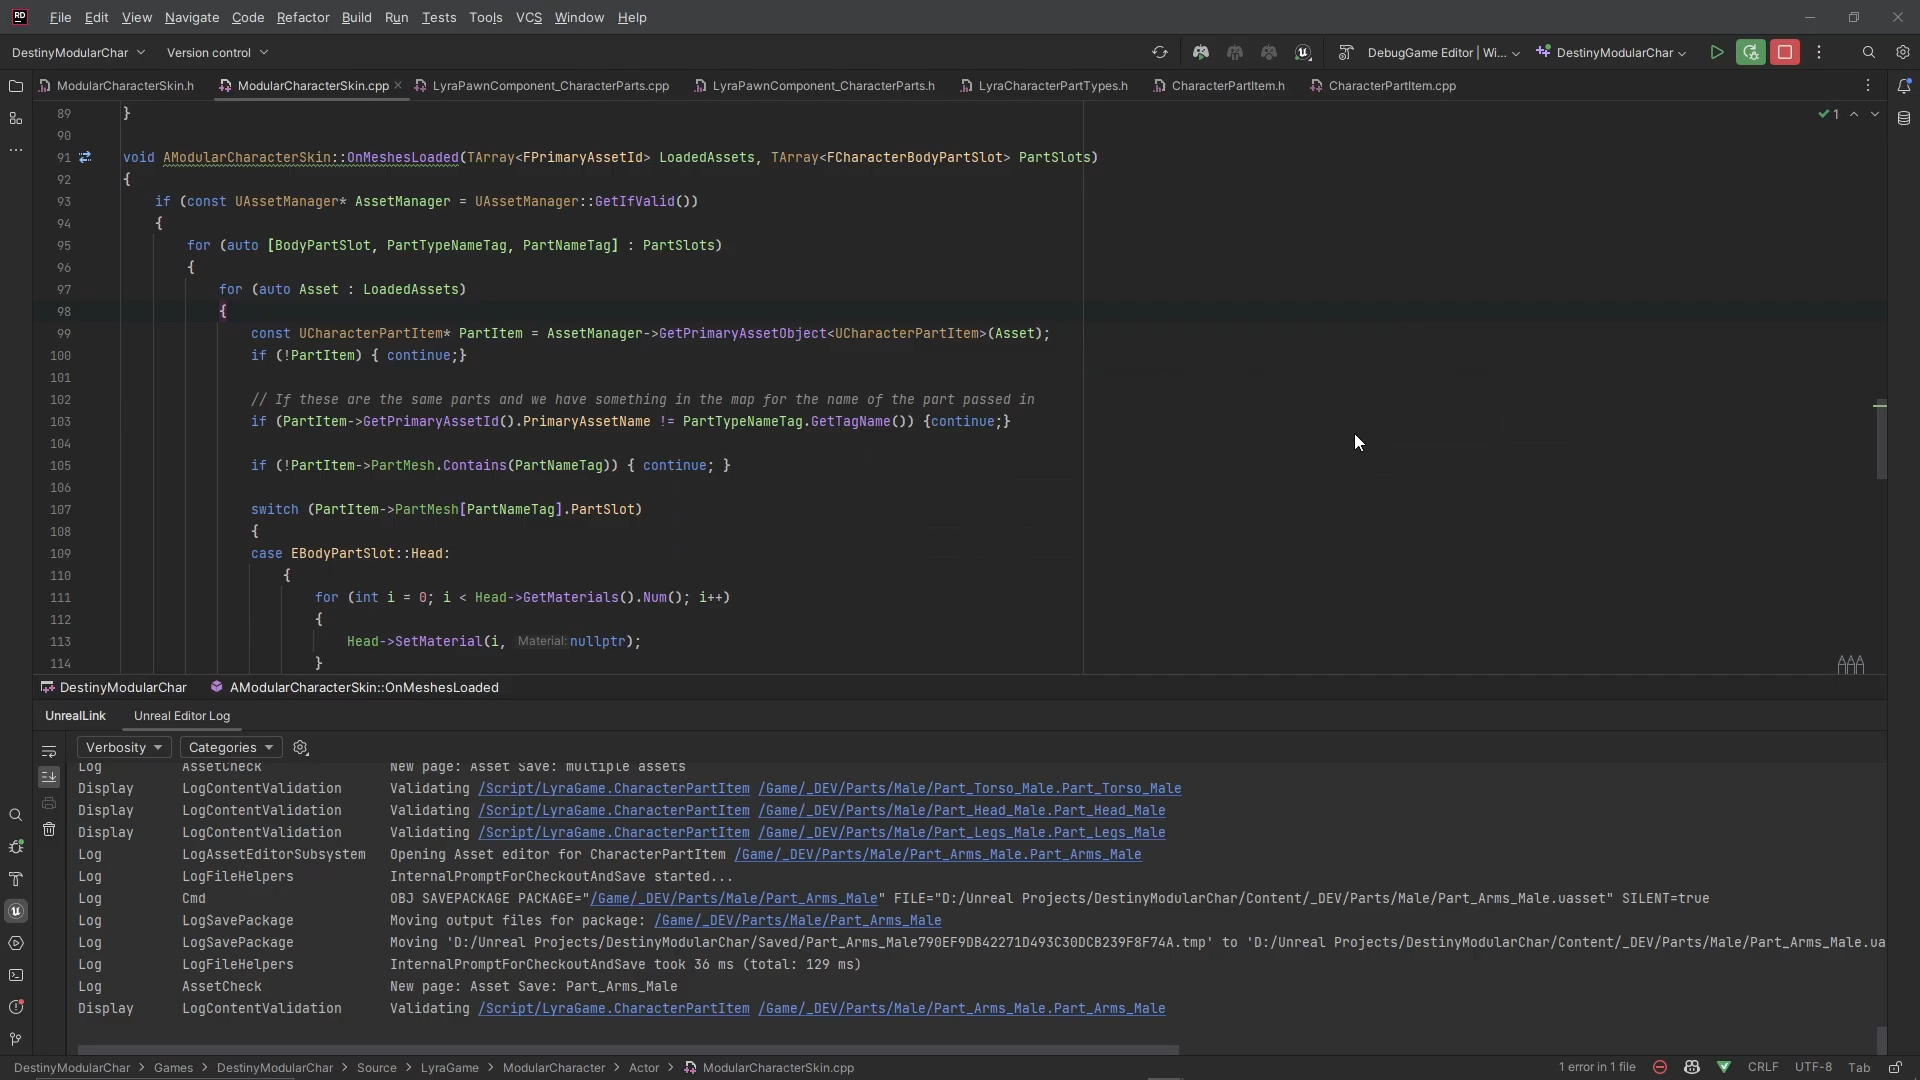 RD File Edit View Navigate Code Refactor Build Run Tests Tools VCS Window Help
DestinyModularChar Version control DebugGame Editor | Wi... DestinyModularChar
ModularCharacterSkin.h ModularCharacterSkin.cpp LyraPawnComponent_CharacterParts.cpp LyraPawnComponent_CharacterParts.h LyraCharacterPartTypes.h CharacterPartItem.h CharacterPartItem.cpp
89 }
1
90
91 void AModularCharacterSkin::OnMeshesLoaded(TArray<FPrimaryAssetId> LoadedAssets, TArray<FCharacterBodyPartSlot> PartSlots)
92 {
93 if (const UAssetManager* AssetManager = UAssetManager::GetIfValid())
94 {
95 for (auto [BodyPartSlot, PartTypeNameTag, PartNameTag] : PartSlots)
96 {
97 for (auto Asset : LoadedAssets)
98 {
99 const UCharacterPartItem* PartItem = AssetManager->GetPrimaryAssetObject<UCharacterPartItem>(Asset);
100 if (!PartItem) { continue;}
101
102 // If these are the same parts and we have something in the map for the name of the part passed in
103 if (PartItem->GetPrimaryAssetId().PrimaryAssetName != PartTypeNameTag.GetTagName()) {continue;}
104
105 if (!PartItem->PartMesh.Contains(PartNameTag)) { continue; }
106
107 switch (PartItem->PartMesh[PartNameTag].PartSlot)
108 {
109 case EBodyPartSlot::Head:
110 {
111 for (int i = 0; i < Head->GetMaterials().Num(); i++)
112 {
113 Head->SetMaterial(i, Material: nullptr);
114 }
DestinyModularChar AModularCharacterSkin::OnMeshesLoaded
UnrealLink Unreal Editor Log
Verbosity Categories
Log AssetCheck New page: Asset Save: multiple assets
Display LogContentValidation Validating /Script/LyraGame.CharacterPartItem /Game/_DEV/Parts/Male/Part_Torso_Male.Part_Torso_Male
Display LogContentValidation Validating /Script/LyraGame.CharacterPartItem /Game/_DEV/Parts/Male/Part_Head_Male.Part_Head_Male
Display LogContentValidation Validating /Script/LyraGame.CharacterPartItem /Game/_DEV/Parts/Male/Part_Legs_Male.Part_Legs_Male
Log LogAssetEditorSubsystem Opening Asset editor for CharacterPartItem /Game/_DEV/Parts/Male/Part_Arms_Male.Part_Arms_Male
Log LogFileHelpers InternalPromptForCheckoutAndSave started...
Log Cmd OBJ SAVEPACKAGE PACKAGE="/Game/_DEV/Parts/Male/Part_Arms_Male" FILE="D:/Unreal Projects/DestinyModularChar/Content/_DEV/Parts/Male/Part_Arms_Male.uasset" SILENT=true
Log LogSavePackage Moving output files for package: /Game/_DEV/Parts/Male/Part_Arms_Male
Log LogSavePackage Moving 'D:/Unreal Projects/DestinyModularChar/Saved/Part_Arms_Male790EF9DB42271D493C30DCB239F8F74A.tmp' to 'D:/Unreal Projects/DestinyModularChar/Content/_DEV/Parts/Male/Part_Arms_Male.ua
Log LogFileHelpers InternalPromptForCheckoutAndSave took 36 ms (total: 129 ms)
Log AssetCheck New page: Asset Save: Part_Arms_Male
Display LogContentValidation Validating /Script/LyraGame.CharacterPartItem /Game/_DEV/Parts/Male/Part_Arms_Male.Part_Arms_Male
DestinyModularChar Games DestinyModularChar Source LyraGame ModularCharacter Actor ModularCharacterSkin.cpp 1 error in 1 file CRLF UTF-8 Tab